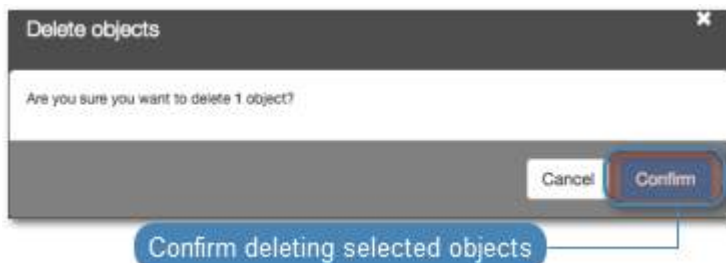 Delete objects
Are you sure you want to delete 1 object?
Cancel Confirm
Confirm deleting selected objects